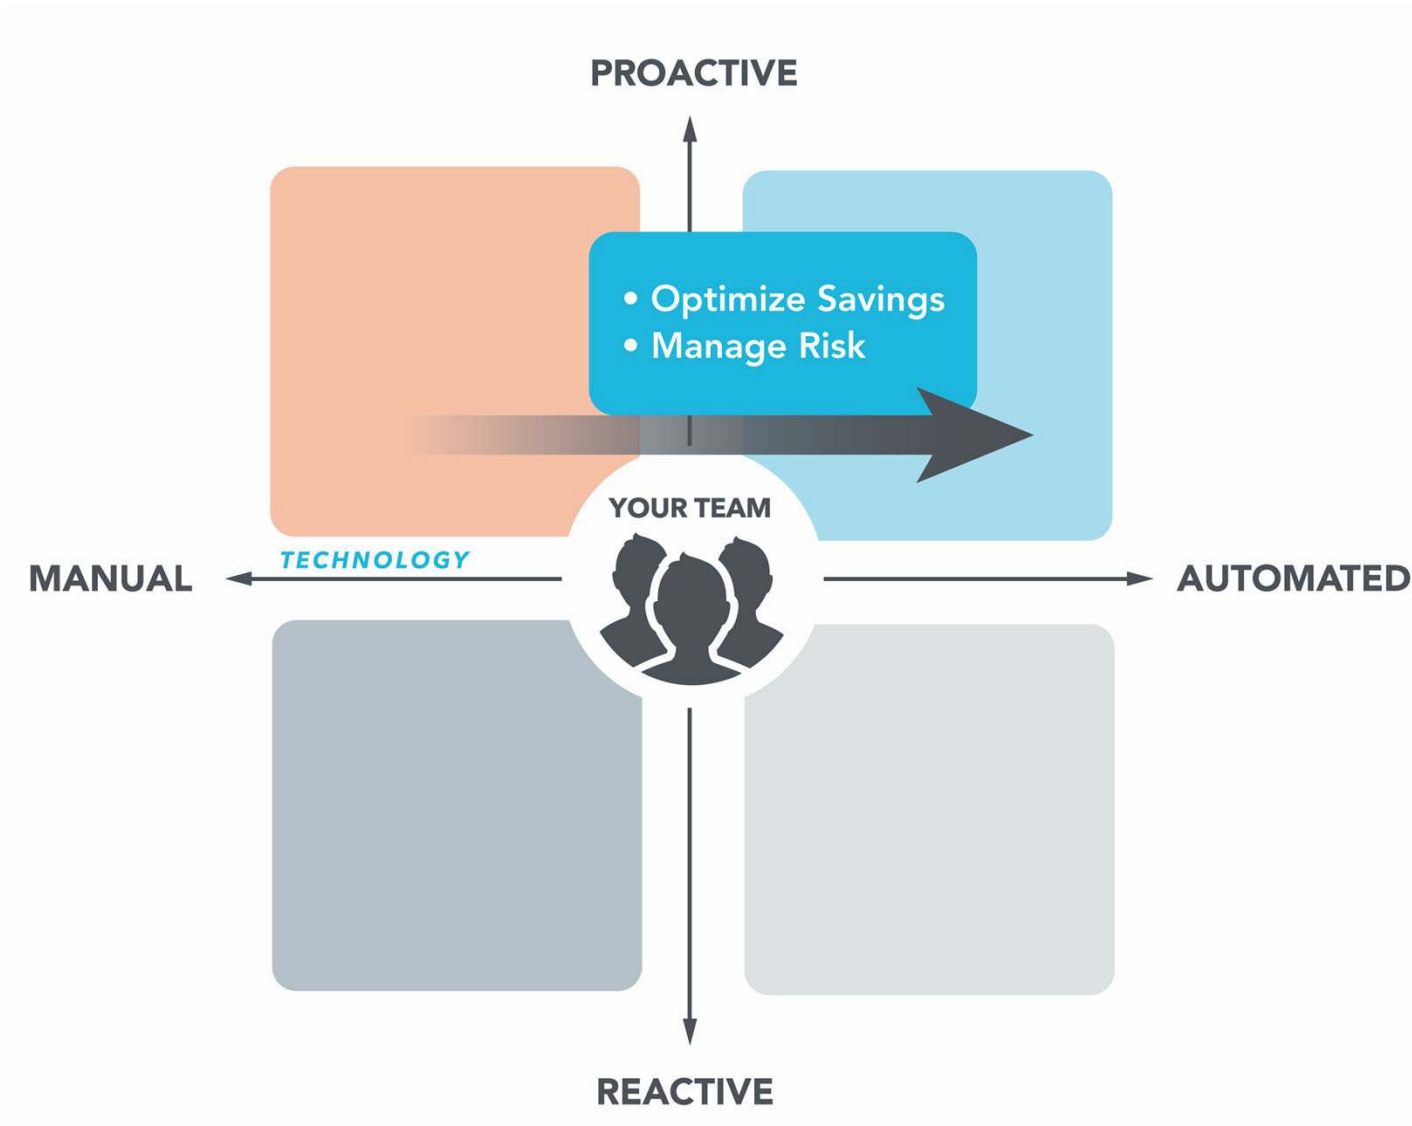 PROACTIVE
• Optimize Savings
• Manage Risk
YOUR TEAM
TECHNOLOGY
MANUAL
AUTOMATED
REACTIVE